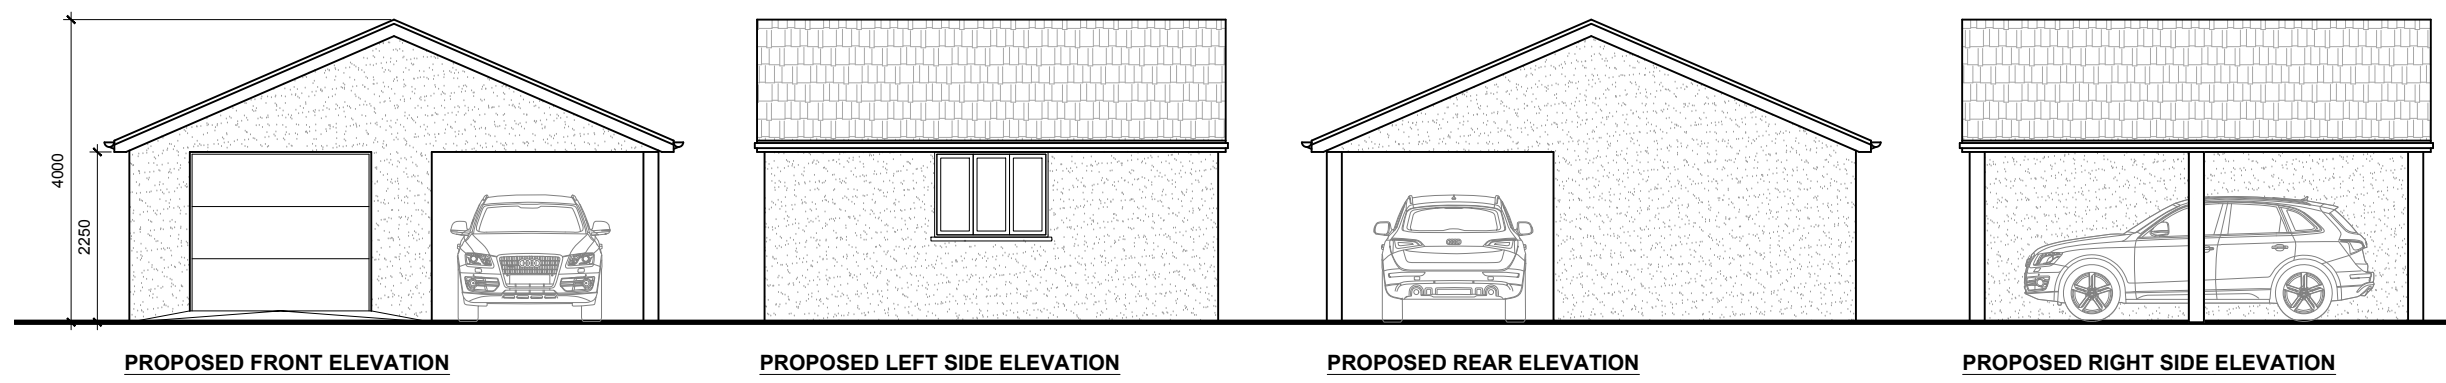 4000
2250
PROPOSED FRONT ELEVATION
PROPOSED LEFT SIDE ELEVATION
PROPOSED REAR ELEVATION
PROPOSED RIGHT SIDE ELEVATION